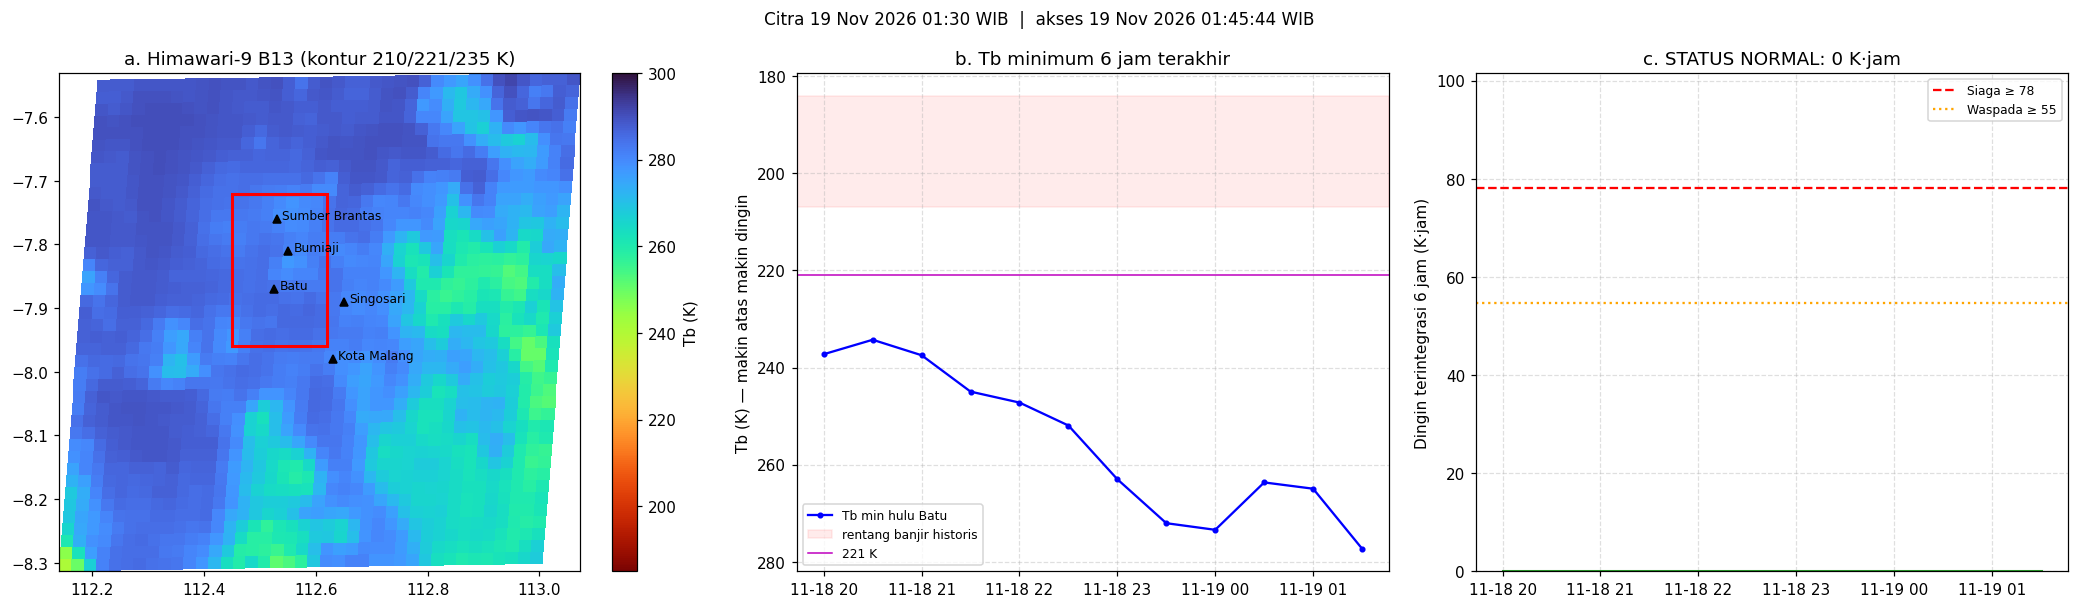 Citra 19 Nov 2026 01:30 WIB  |  akses 19 Nov 2026 01:45:44 WIB
a. Himawari-9 B13 (kontur 210/221/235 K)
−7.6
−7.7
−7.8
−7.9
−8.0
−8.1
−8.2
−8.3
112.2
112.4
112.6
112.8
113.0
Sumber Brantas
Bumiaji
Batu
Singosari
Kota Malang
300
280
260
240
220
200
Tb (K)
b. Tb minimum 6 jam terakhir
Tb (K) — makin atas makin dingin
180
200
220
240
260
280
Tb min hulu Batu
rentang banjir historis
221 K
11-18 20
11-18 21
11-18 22
11-18 23
11-19 00
11-19 01
c. STATUS NORMAL: 0 K·jam
Dingin terintegrasi 6 jam (K·jam)
100
80
60
40
20
0
Siaga ≥ 78
Waspada ≥ 55
11-18 20
11-18 21
11-18 22
11-18 23
11-19 00
11-19 01